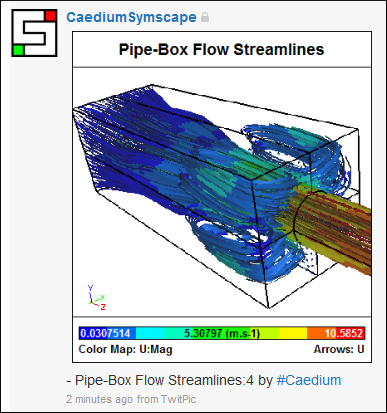 CaediumSymscape
Pipe-Box Flow Streamlines
Y
X
Z
0.0307514 5.30797 (m.s-1) 10.5852
Color Map: U:Mag Arrows: U
- Pipe-Box Flow Streamlines:4 by #Caedium
2 minutes ago from TwitPic